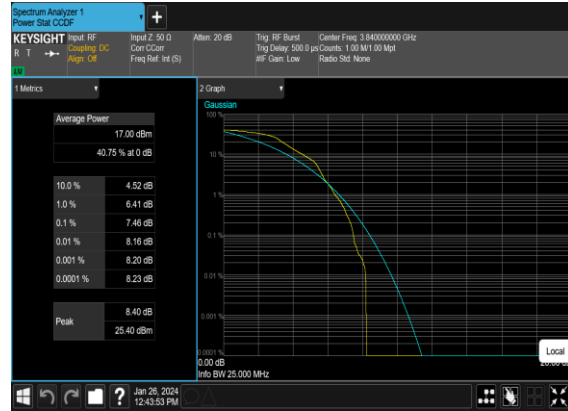 Spectrum Analyzer 1
Power Stat CCDF
KEYSIGHT
R T
LXI
Input: RF
Coupling: DC
Align: Off
Input Z: 50 Ω
Corr CCorr
Freq Ref: Int (S)
Atten: 20 dB
Trig: RF Burst
Trig Delay: 500.0 µs
#IF Gain: Low
Center Freq: 3.840000000 GHz
Counts: 1.00 M/1.00 Mpt
Radio Std: None
1 Metrics
Average Power
17.00 dBm
40.75 % at 0 dB
10.0 % 4.52 dB
1.0 % 6.41 dB
0.1 % 7.46 dB
0.01 % 8.16 dB
0.001 % 8.20 dB
0.0001 % 8.23 dB
Peak
8.40 dB
25.40 dBm
2 Graph
Gaussian
100 %
10 %
1 %
0.1 %
0.01 %
0.001 %
0.0001 %
0.00 dB
Info BW 25.000 MHz
Local
?
Jan 26, 2024
12:43:53 PM